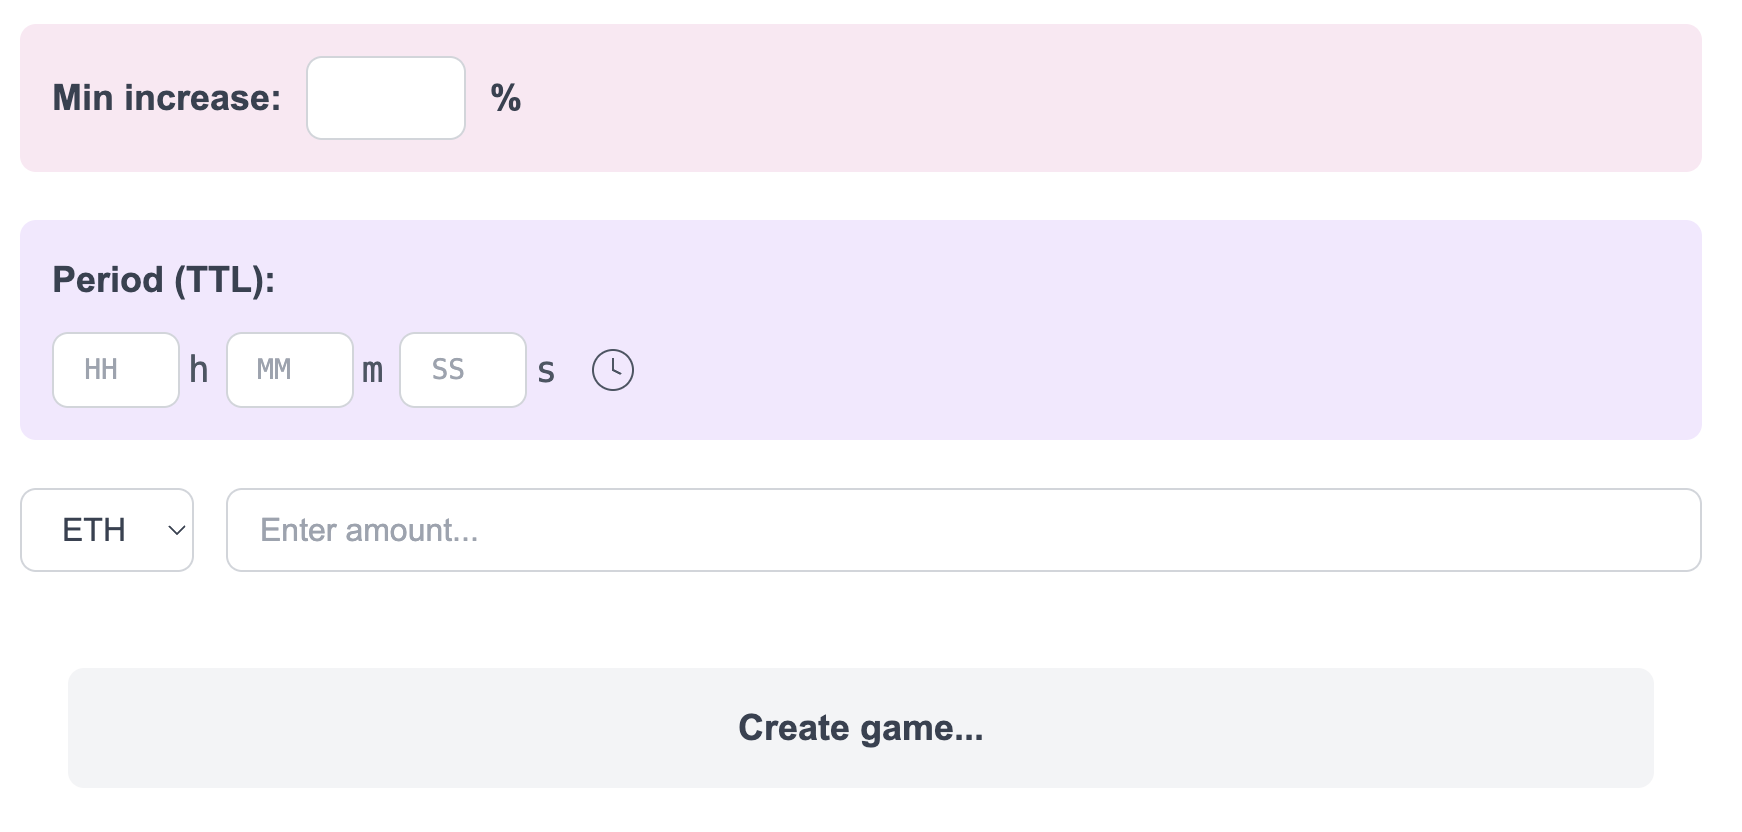 Min increase: %
Period (TTL):
HH h MM m SS s
ETH Enter amount...
Create game...